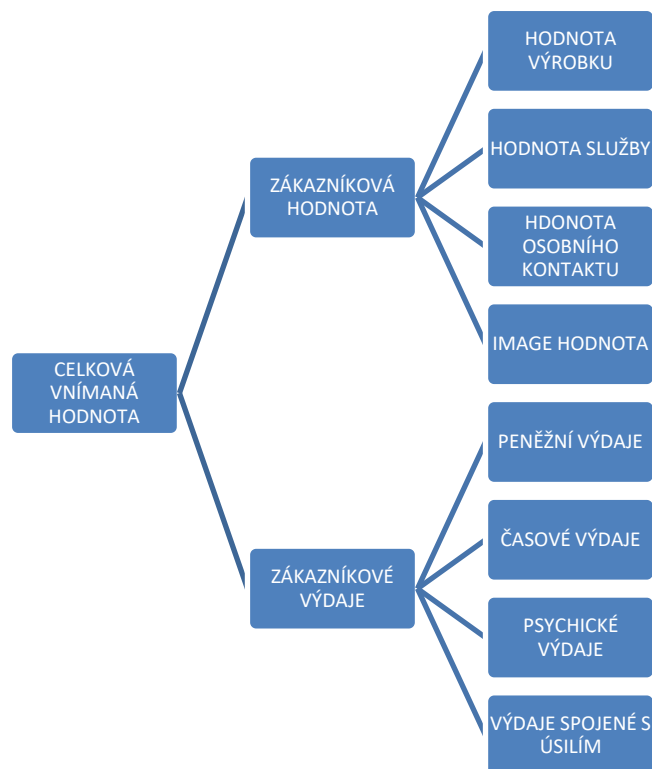 HODNOTA
VÝROBKU
HODNOTA SLUŽBY
ZÁKAZNÍKOVÁ
HODNOTA
HDONOTA
OSOBNÍHO
KONTAKTU
IMAGE HODNOTA
CELKOVÁ
VNÍMANÁ
HODNOTA
PENĚŽNÍ VÝDAJE
ČASOVÉ VÝDAJE
ZÁKAZNÍKOVÉ
VÝDAJE
PSYCHICKÉ
VÝDAJE
VÝDAJE SPOJENÉ S
ÚSILÍM